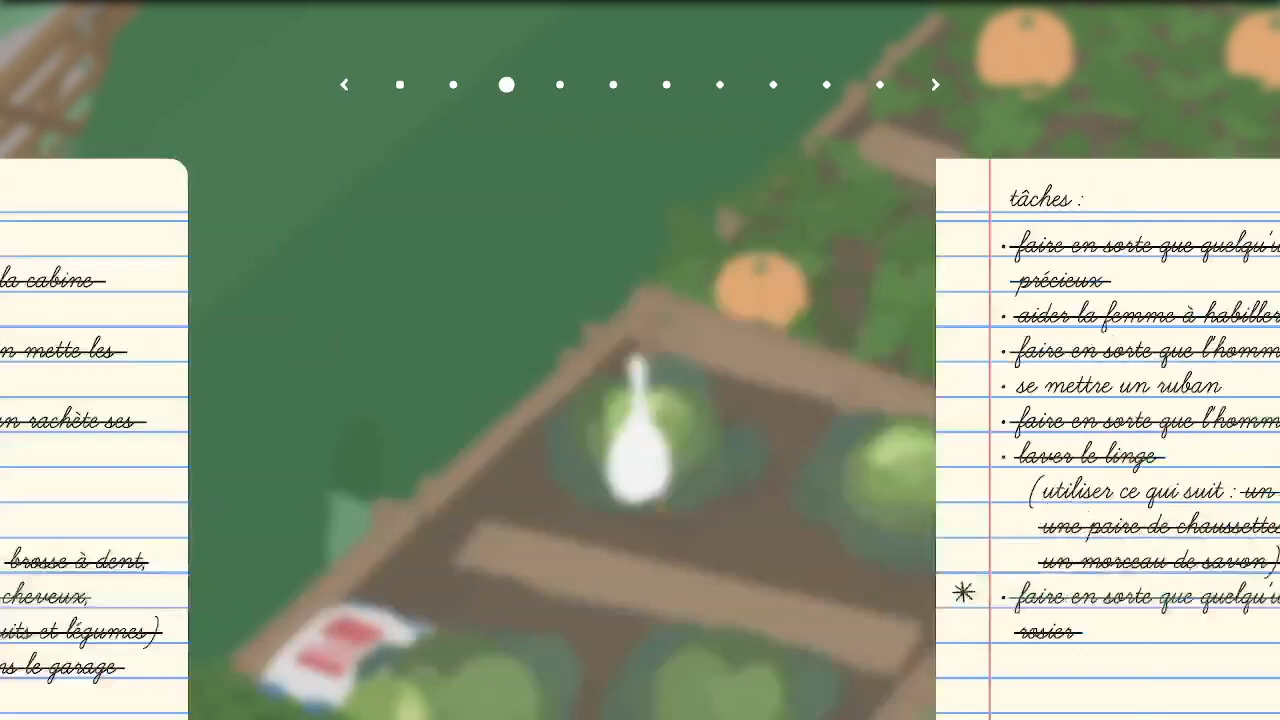 la cabine
n mette les
un rachète ses
brosse à dent,
cheveux,
uits et légumes)
ns le garage
tâches :
• faire en sorte que quelqu'u
précieux
• aider la femme à habiller
• faire en sorte que l'homm
• se mettre un ruban
• faire en sorte que l'homm
• laver le linge
(utiliser ce qui suit : un
une paire de chaussettes
un morceau de savon)
• faire en sorte que quelqu'u
rosier